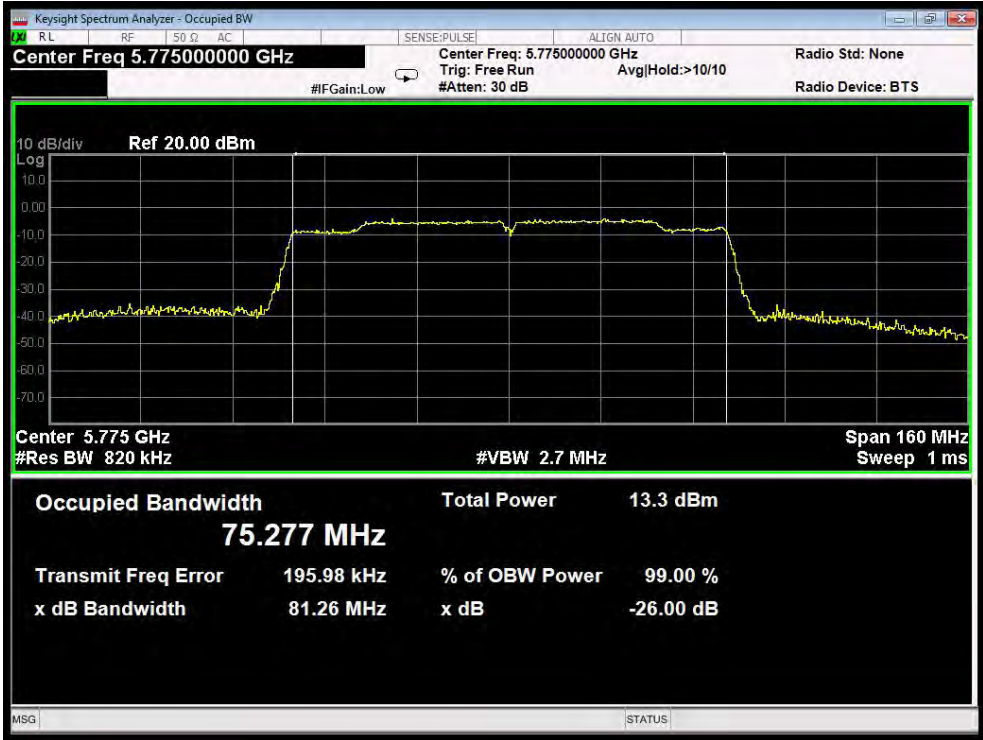 Keysight Spectrum Analyzer - Occupied BW
LXI RL RF 50 Ω AC SENSE:PULSE ALIGN AUTO
Center Freq 5.775000000 GHz Center Freq: 5.775000000 GHz Radio Std: None
Trig: Free Run Avg|Hold:>10/10
#IFGain:Low #Atten: 30 dB Radio Device: BTS
10 dB/div Ref 20.00 dBm
Log
10.0
0.00
-10.0
-20.0
-30.0
-40.0
-50.0
-60.0
-70.0
Center 5.775 GHz Span 160 MHz
#Res BW 820 kHz #VBW 2.7 MHz Sweep 1 ms
Occupied Bandwidth Total Power 13.3 dBm
75.277 MHz
Transmit Freq Error 195.98 kHz % of OBW Power 99.00 %
x dB Bandwidth 81.26 MHz x dB -26.00 dB
MSG STATUS